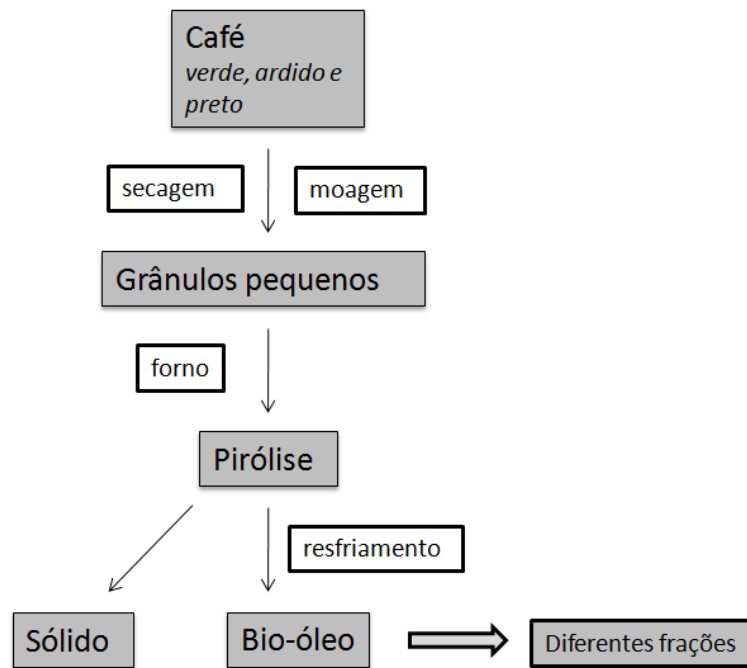 Café
verde, ardido e
preto
secagem
moagem
Grânulos pequenos
forno
Pirólise
resfriamento
Sólido
Bio-óleo
Diferentes frações